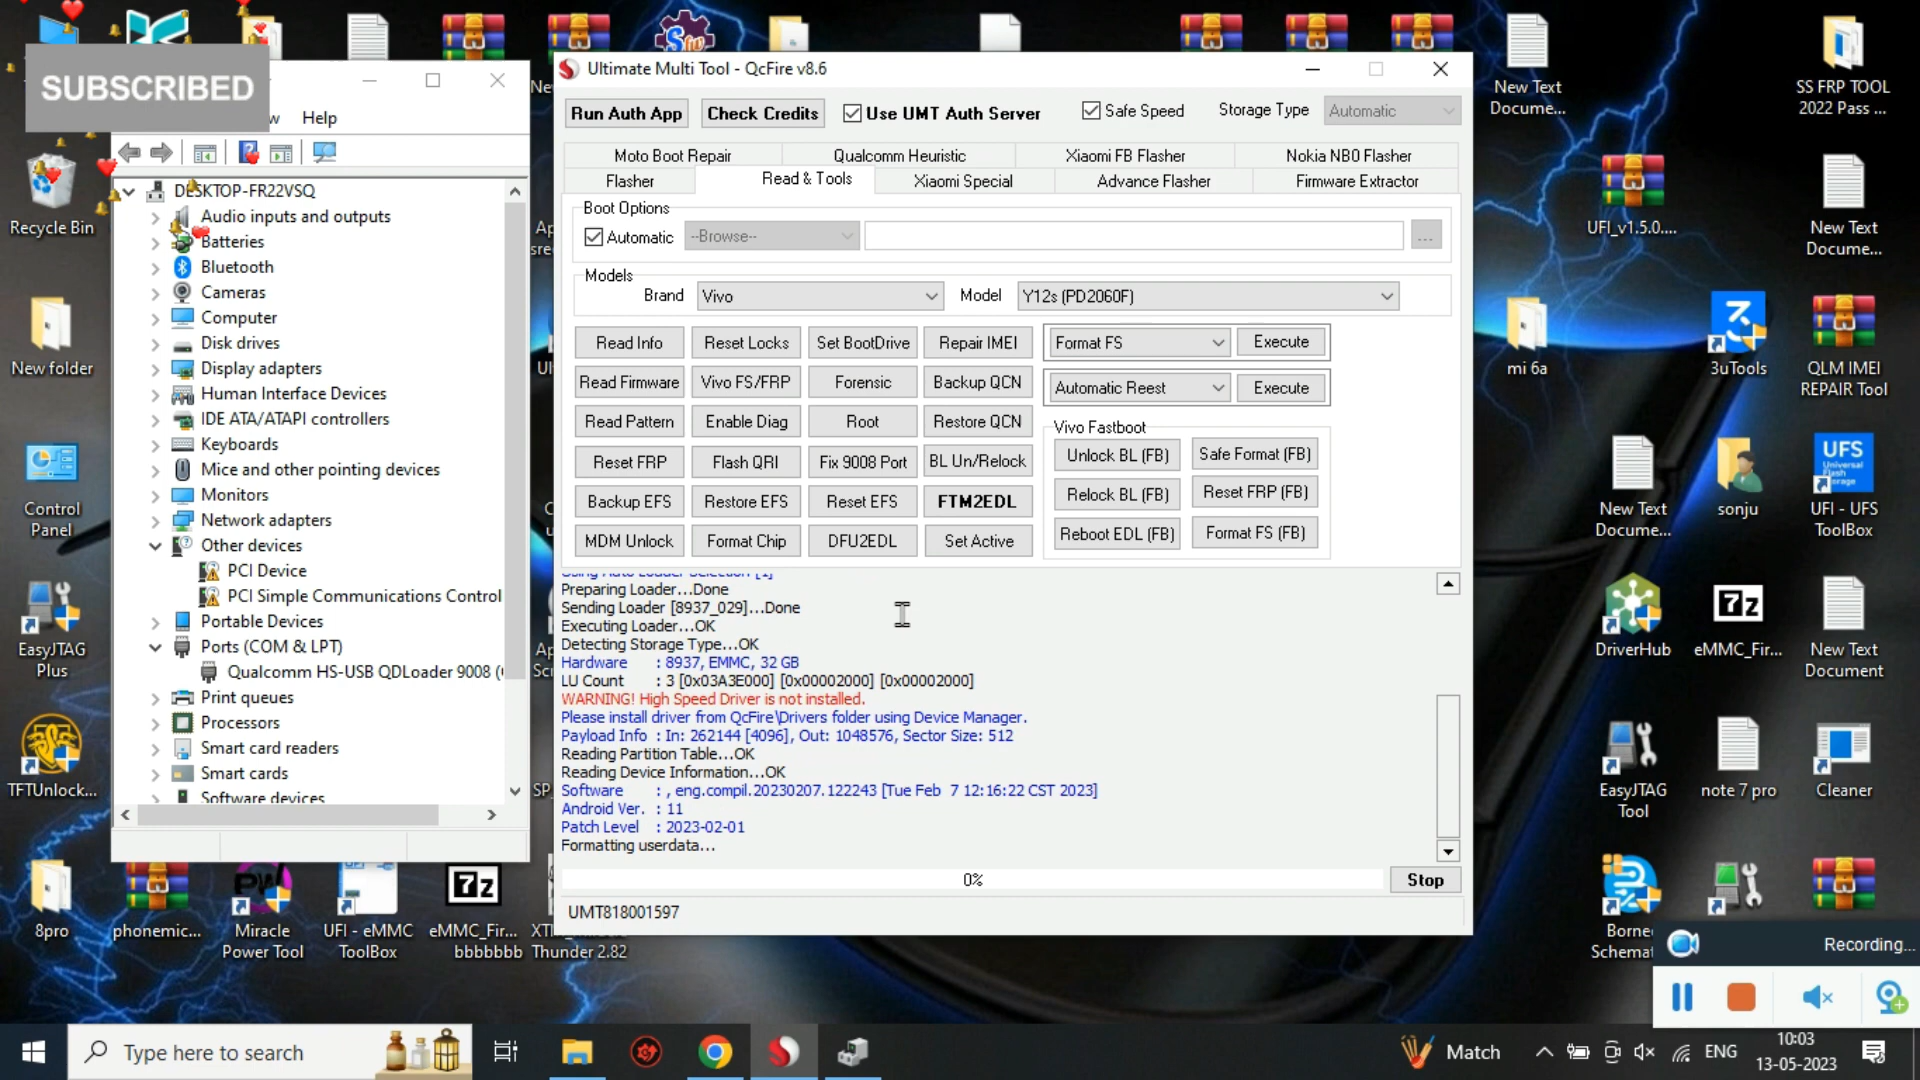 SUBSCRIBED
Help
DESKTOP-FR22VSQ
Audio inputs and outputs
Batteries
Bluetooth
Cameras
Computer
Disk drives
Display adapters
Human Interface Devices
IDE ATA/ATAPI controllers
Keyboards
Mice and other pointing devices
Monitors
Network adapters
Other devices
PCI Device
PCI Simple Communications Control
Portable Devices
Ports (COM & LPT)
Qualcomm HS-USB QDLoader 9008 (
Print queues
Processors
Smart card readers
Smart cards
Software devices
Ultimate Multi Tool - QcFire v8.6
Run Auth App
Check Credits
Use UMT Auth Server
Safe Speed
Storage Type
Automatic
Moto Boot Repair
Qualcomm Heuristic
Xiaomi FB Flasher
Nokia NB0 Flasher
Flasher
Read & Tools
Xiaomi Special
Advance Flasher
Firmware Extractor
Boot Options
Automatic
--Browse--
...
Models
Brand
Vivo
Model
Y12s (PD2060F)
Read Info
Reset Locks
Set BootDrive
Repair IMEI
Format FS
Execute
Read Firmware
Vivo FS/FRP
Forensic
Backup QCN
Automatic Reest
Execute
Read Pattern
Enable Diag
Root
Restore QCN
Vivo Fastboot
Reset FRP
Flash QRI
Fix 9008 Port
BL Un/Relock
Unlock BL (FB)
Safe Format (FB)
Backup EFS
Restore EFS
Reset EFS
FTM2EDL
Relock BL (FB)
Reset FRP (FB)
MDM Unlock
Format Chip
DFU2EDL
Set Active
Reboot EDL (FB)
Format FS (FB)
Using Auto Loader Selection [1]
Preparing Loader...Done
Sending Loader [8937_029]...Done
Executing Loader...OK
Detecting Storage Type...OK
Hardware : 8937, EMMC, 32 GB
LU Count : 3 [0x03A3E000] [0x00002000] [0x00002000]
WARNING! High Speed Driver is not installed.
Please install driver from QcFire\Drivers folder using Device Manager.
Payload Info : In: 262144 [4096], Out: 1048576, Sector Size: 512
Reading Partition Table...OK
Reading Device Information...OK
Software : , eng.compil.20230207.122243 [Tue Feb 7 12:16:22 CST 2023]
Android Ver. : 11
Patch Level : 2023-02-01
Formatting userdata...
0%
Stop
UMT818001597
Recycle Bin
New folder
Control
Panel
EasyJTAG
Plus
TFTUnlock...
8pro
phonemic...
Miracle
Power Tool
UFI - eMMC
ToolBox
eMMC_Fir...
bbbbbbb
Thunder 2.82
New Text
Docume...
SS FRP TOOL
2022 Pass ...
UFI_v1.5.0....
New Text
Docume...
mi 6a
3uTools
QLM IMEI
REPAIR Tool
New Text
Docume...
sonju
UFS
UFI - UFS
ToolBox
DriverHub
7z
eMMC_Fir...
New Text
Document
EasyJTAG
Tool
note 7 pro
Cleaner
Recording...
Type here to search
Match
ENG
10:03
13-05-2023